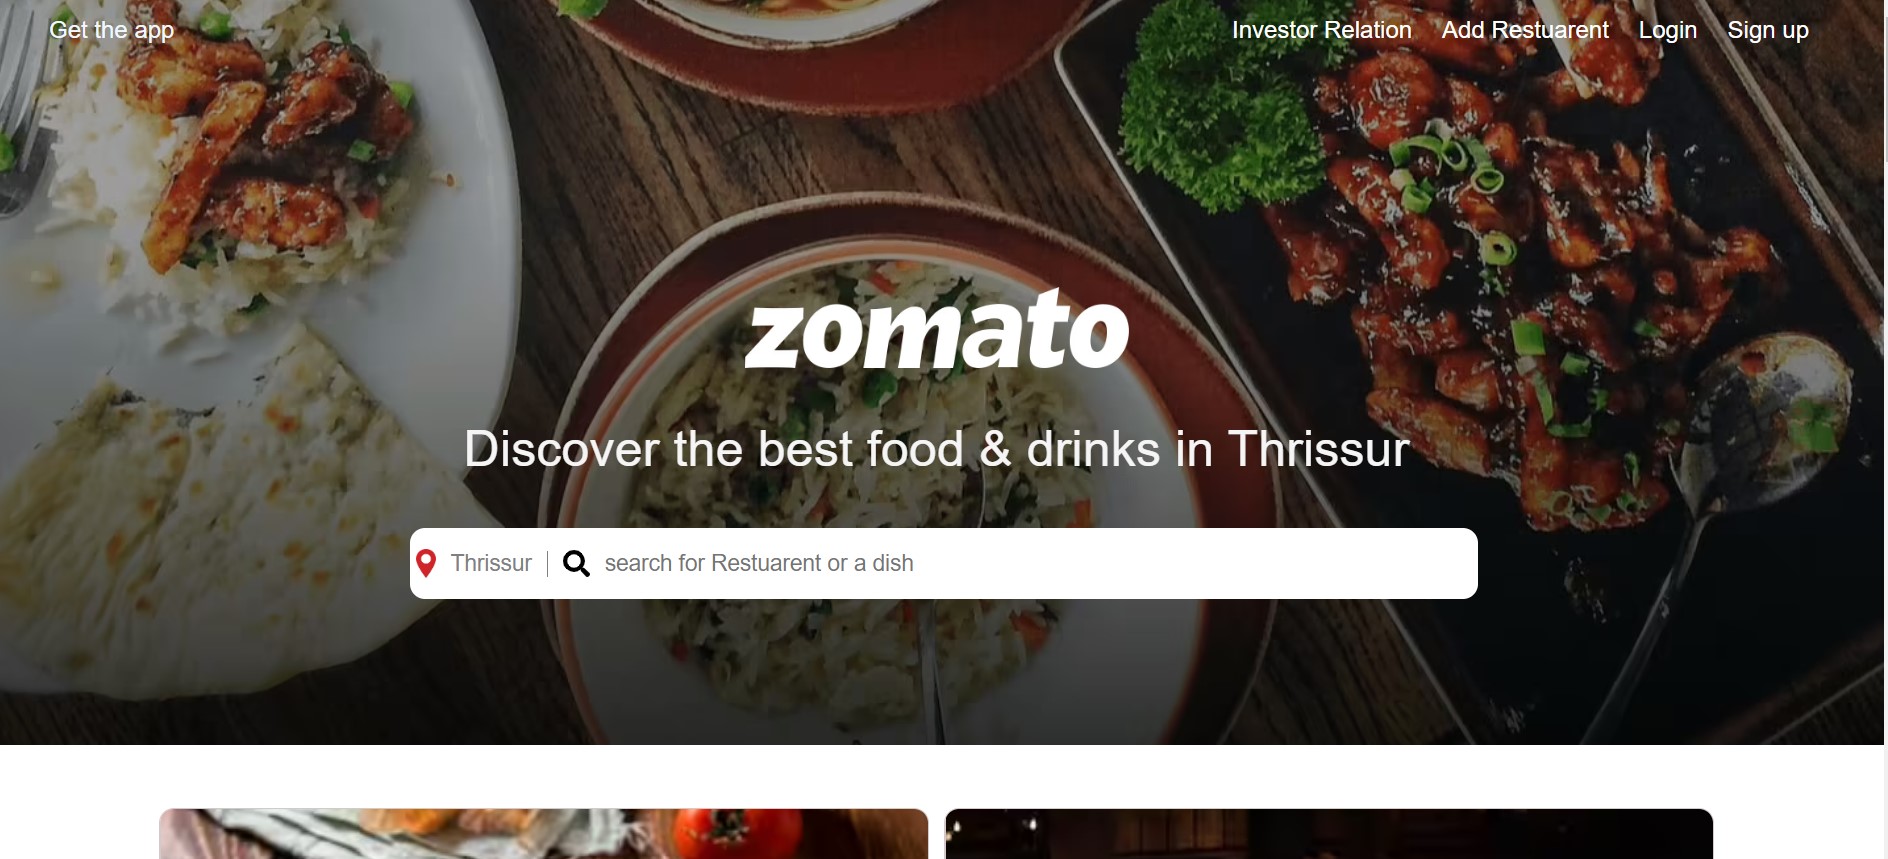 Get the app
Investor Relation
Add Restuarent
Login
Sign up
zomato
Discover the best food & drinks in Thrissur
Thrissur
search for Restuarent or a dish